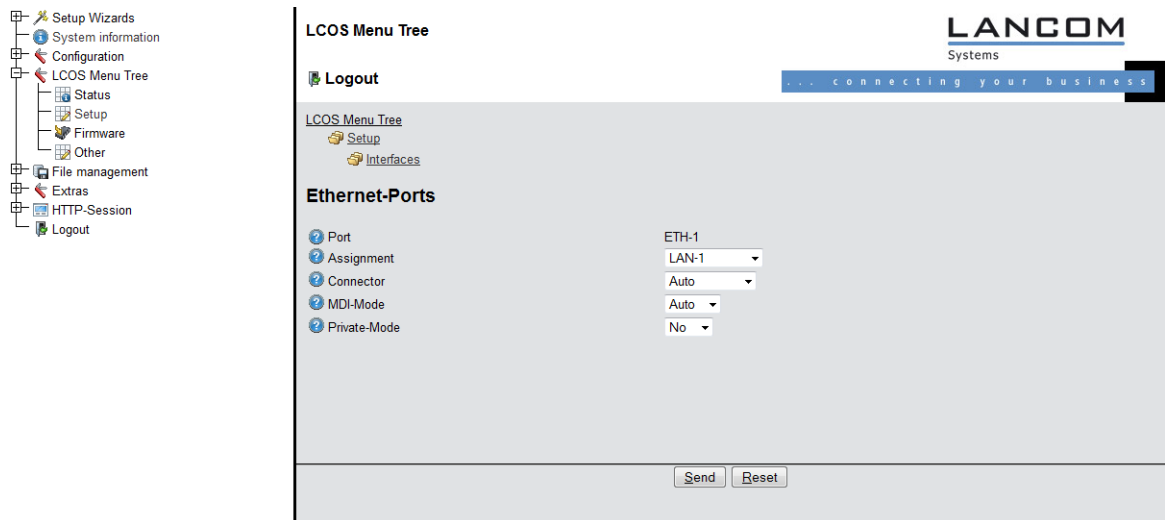 Setup Wizards
System information
Configuration
LCOS Menu Tree
Status
Setup
Firmware
Other
File management
Extras
HTTP-Session
Logout
LCOS Menu Tree
LANCOM
Systems
Logout
... connecting your business
LCOS Menu Tree
Setup
Interfaces
Ethernet-Ports
Port ETH-1
Assignment LAN-1
Connector Auto
MDI-Mode Auto
Private-Mode No
Send Reset